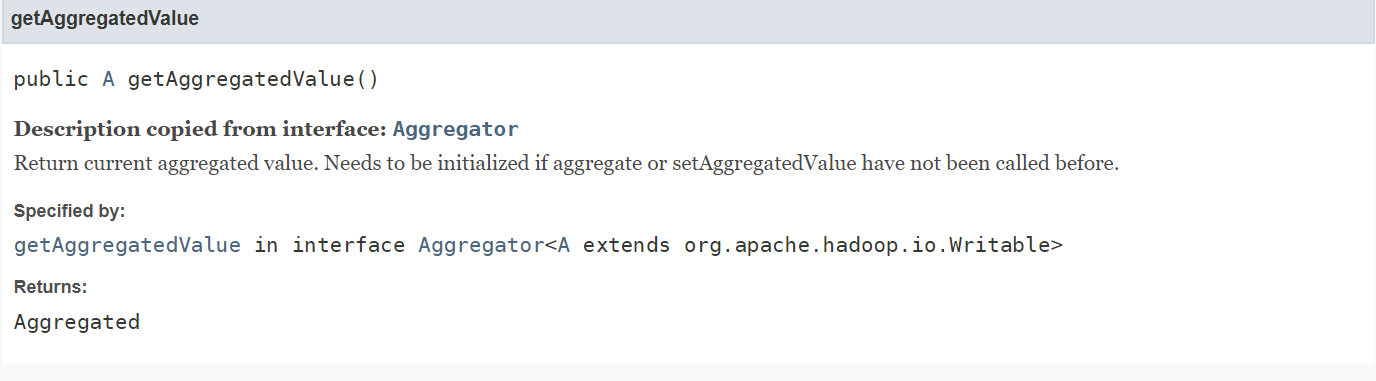 getAggregatedValue
public A getAggregatedValue()
Description copied from interface: Aggregator
Return current aggregated value. Needs to be initialized if aggregate or setAggregatedValue have not been called before.
Specified by:
getAggregatedValue in interface Aggregator<A extends org.apache.hadoop.io.Writable>
Returns:
Aggregated